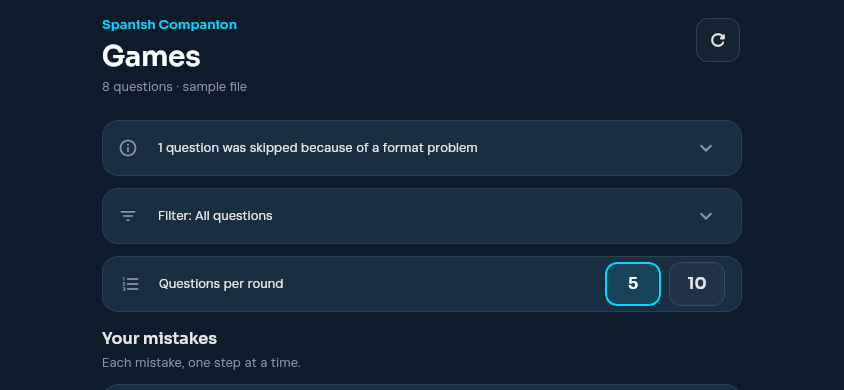 Spanish Companion
Games
8 questions · sample file
1 question was skipped because of a format problem
Filter: All questions
Questions per round
5
10
Your mistakes
Each mistake, one step at a time.